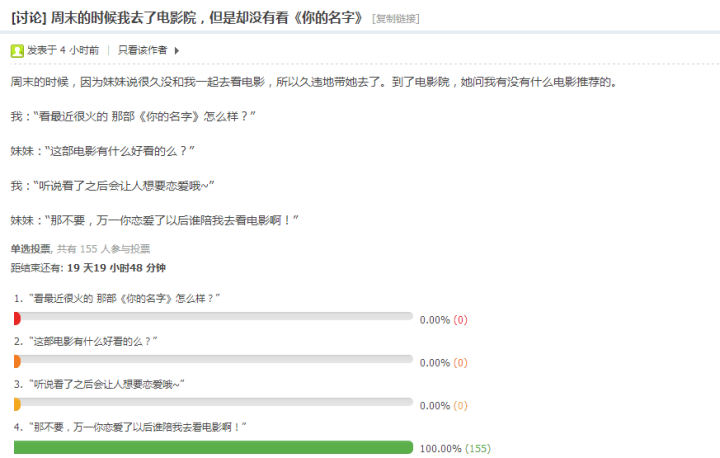 [讨论] 周末的时候我去了电影院，但是却没有看《你的名字》 [复制链接]
发表于 4 小时前 | 只看该作者
周末的时候，因为妹妹说很久没和我一起去看电影，所以久违地带她去了。到了电影院，她问我有没有什么电影推荐的。
我：“看最近很火的 那部《你的名字》怎么样？”
妹妹：“这部电影有什么好看的么？”
我：“听说看了之后会让人想要恋爱哦~”
妹妹：“那不要，万一你恋爱了以后谁陪我去看电影啊！”
单选投票, 共有 155 人参与投票
距结束还有: 19 天19 小时48 分钟
1. “看最近很火的 那部《你的名字》怎么样？”
0.00% (0)
2. “这部电影有什么好看的么？”
0.00% (0)
3. “听说看了之后会让人想要恋爱哦~”
0.00% (0)
4. “那不要，万一你恋爱了以后谁陪我去看电影啊！”
100.00% (155)